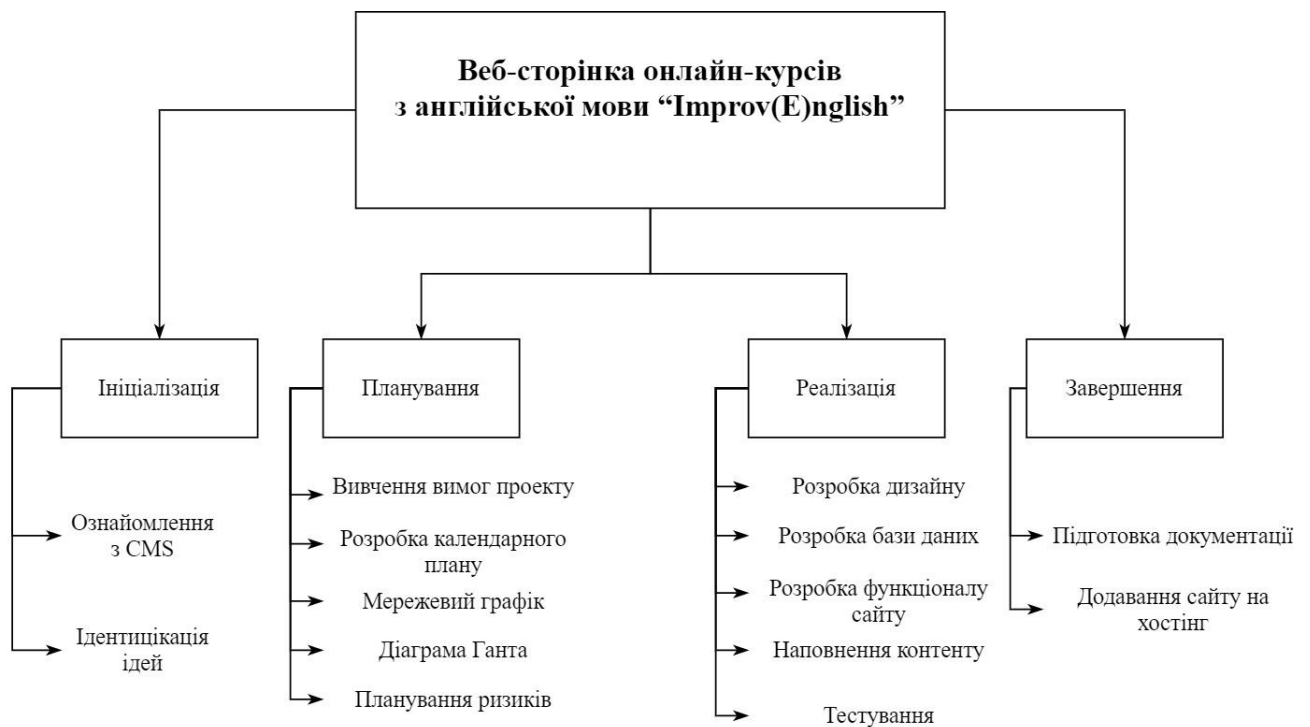 Веб-сторінка онлайн-курсів
з англійської мови “Improv(E)nglish”
Ініціалізація
Планування
Реалізація
Завершення
Ознайомлення
з CMS
Ідентицікація
ідей
Вивчення вимог проекту
Розробка календарного
плану
Мережевий графік
Діаграма Ганта
Планування ризиків
Розробка дизайну
Розробка бази даних
Розробка функціоналу
сайту
Наповнення контенту
Тестування
Підготовка документації
Додавання сайту на
хостінг